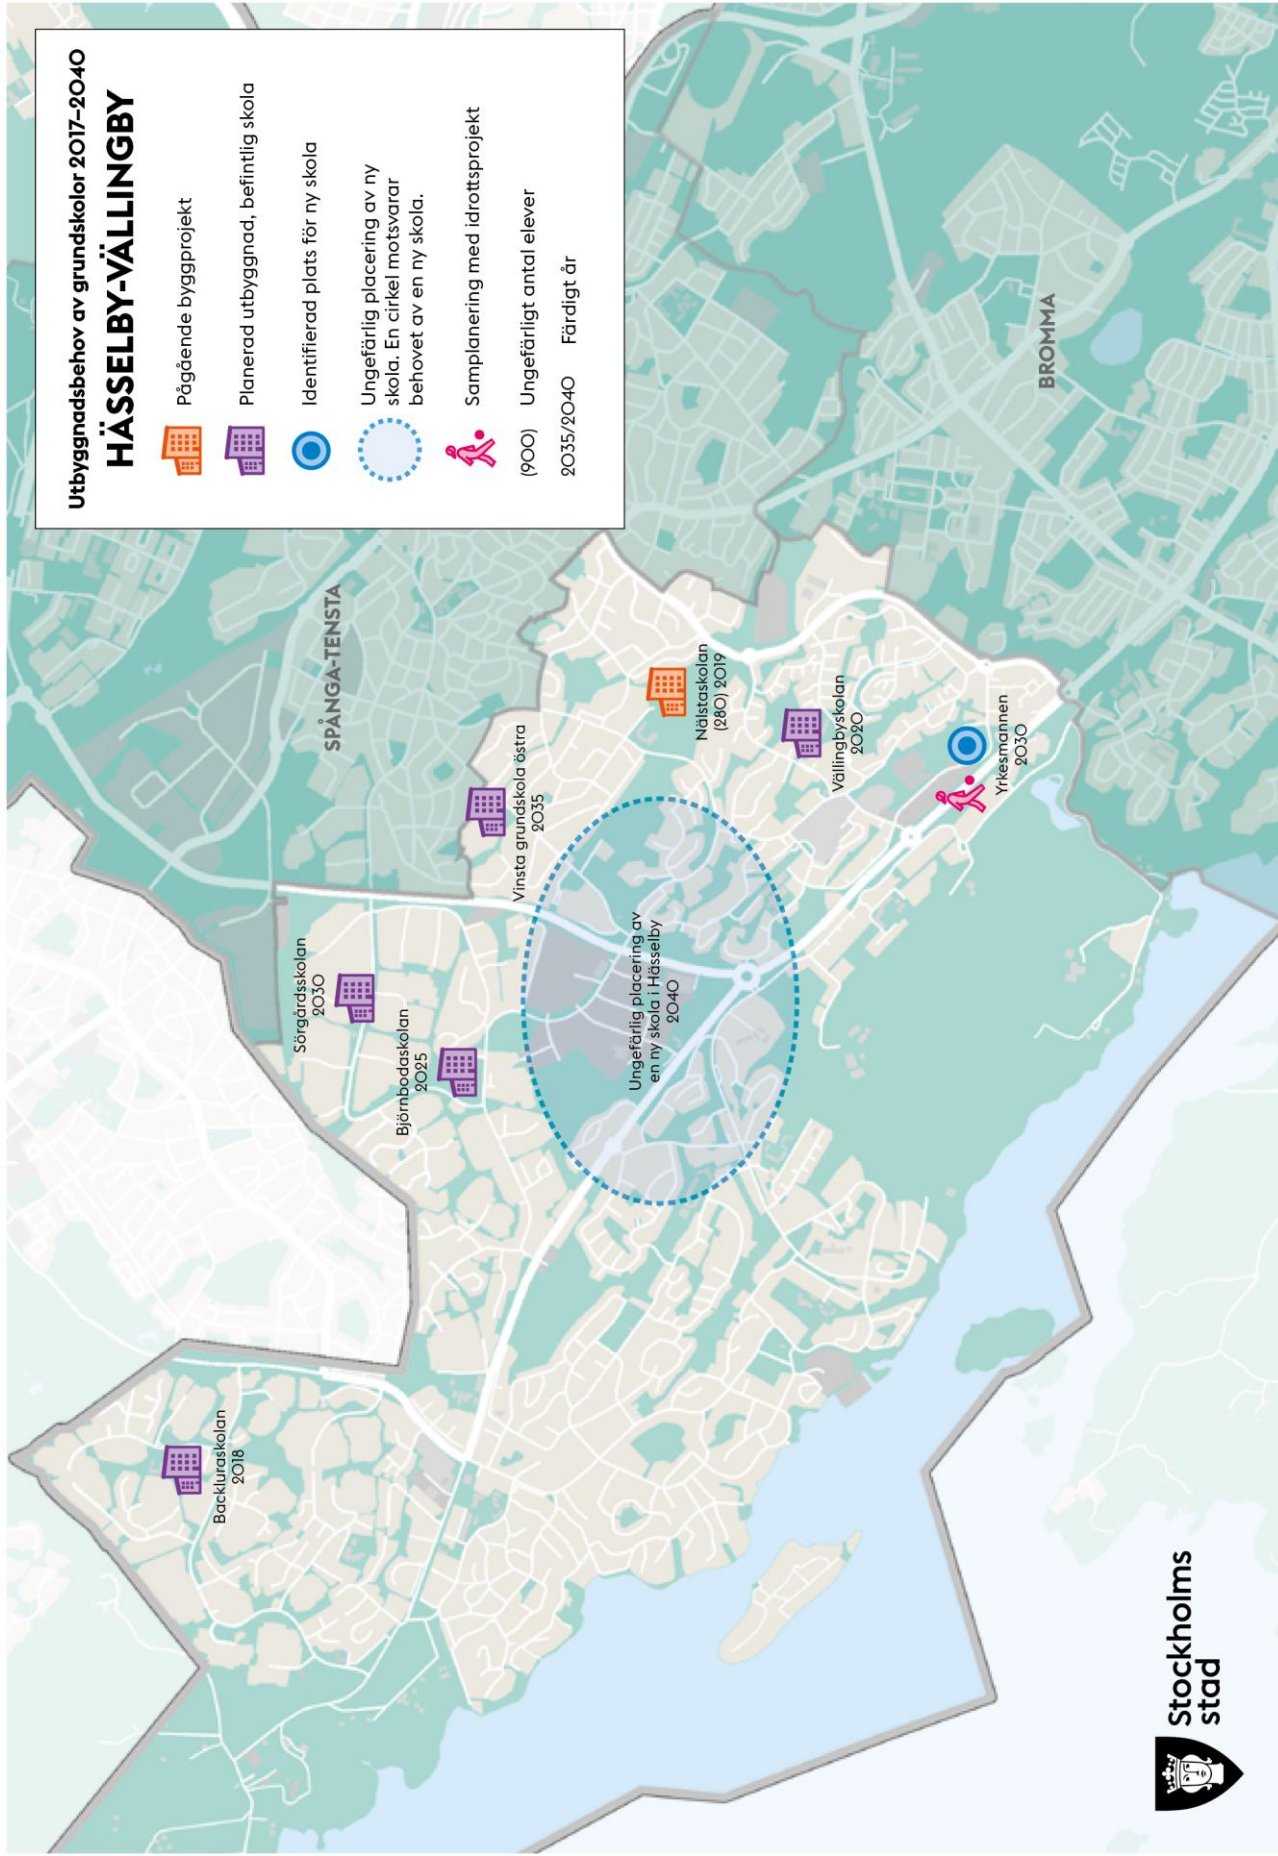 Utbyggnadsbehov av grundskolor 2017–2040
HÄSSELBY-VÄLLINGBY
Pågående byggprojekt
Planerad utbyggnad, befintlig skola
Identifierad plats för ny skola
Ungefärlig placering av ny
skola. En cirkel motsvarar
behovet av en ny skola.
Samplanering med idrottsprojekt
(900) Ungefärligt antal elever
2035/2040 Färdigt år
SPÅNGA-TENSTA
BROMMA
Backluraskolan
2018
Sörgårdsskolan
2030
Björnbodaskolan
2025
Vinsta grundskola östra
2035
Ungefärlig placering av
en ny skola i Hässelby
2040
Nälstaskolan
(280) 2019
Vällingbyskolan
2020
Yrkesmannen
2030
Stockholms
stad